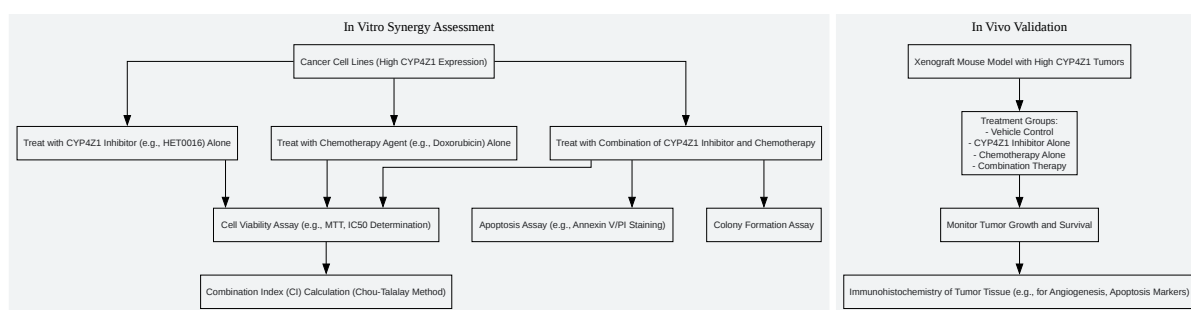 In Vitro Synergy Assessment
Cancer Cell Lines (High CYP4Z1 Expression)
Treat with CYP4Z1 Inhibitor (e.g., HET0016) Alone
Treat with Chemotherapy Agent (e.g., Doxorubicin) Alone
Treat with Combination of CYP4Z1 Inhibitor and Chemotherapy
Cell Viability Assay (e.g., MTT, IC50 Determination)
Apoptosis Assay (e.g., Annexin V/PI Staining)
Colony Formation Assay
Combination Index (CI) Calculation (Chou-Talalay Method)
In Vivo Validation
Xenograft Mouse Model with High CYP4Z1 Tumors
Treatment Groups:
- Vehicle Control
- CYP4Z1 Inhibitor Alone
- Chemotherapy Alone
- Combination Therapy
Monitor Tumor Growth and Survival
Immunohistochemistry of Tumor Tissue (e.g., for Angiogenesis, Apoptosis Markers)